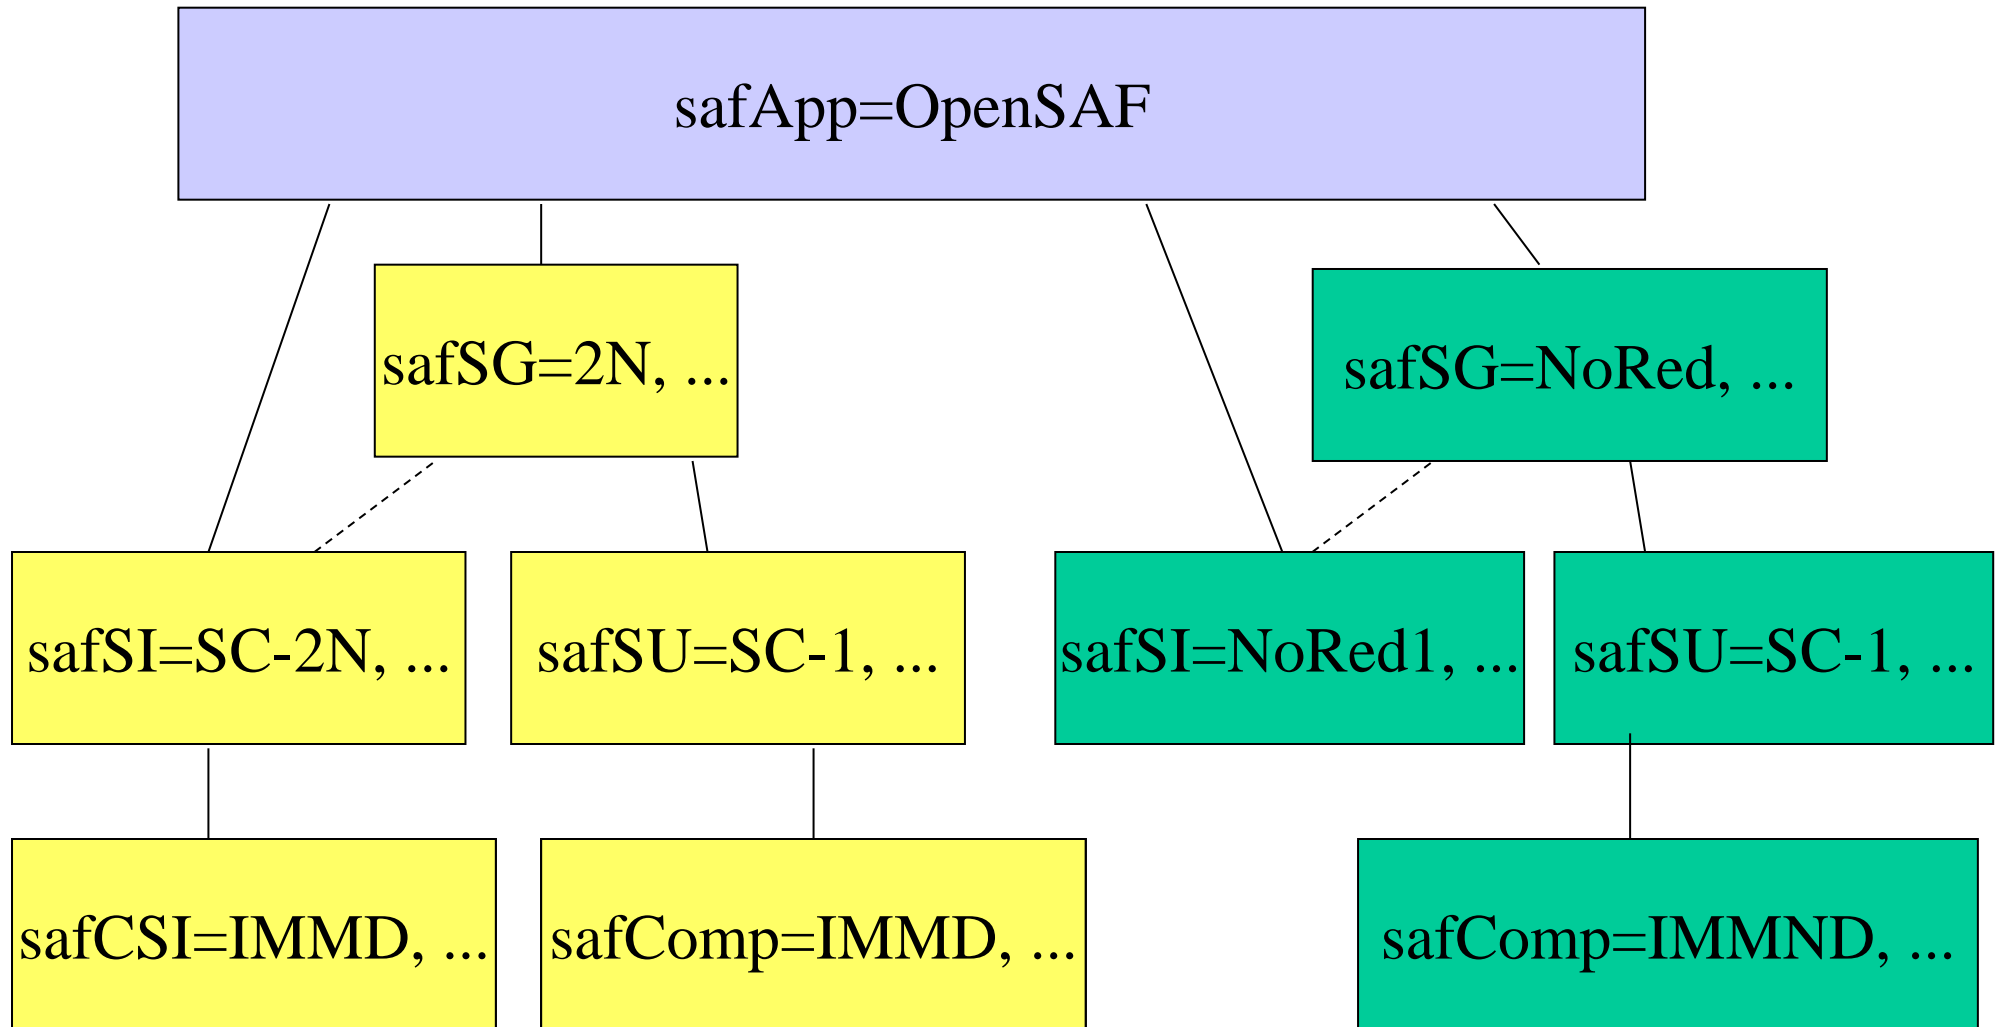 safApp=OpenSAF
safSG=2N, ...
safSG=NoRed, ...
safSI=SC-2N, ...
safSU=SC-1, ...
safSI=NoRed1, ...
safSU=SC-1, ...
safCSI=IMMD, ...
safComp=IMMD, ...
safComp=IMMND, ...